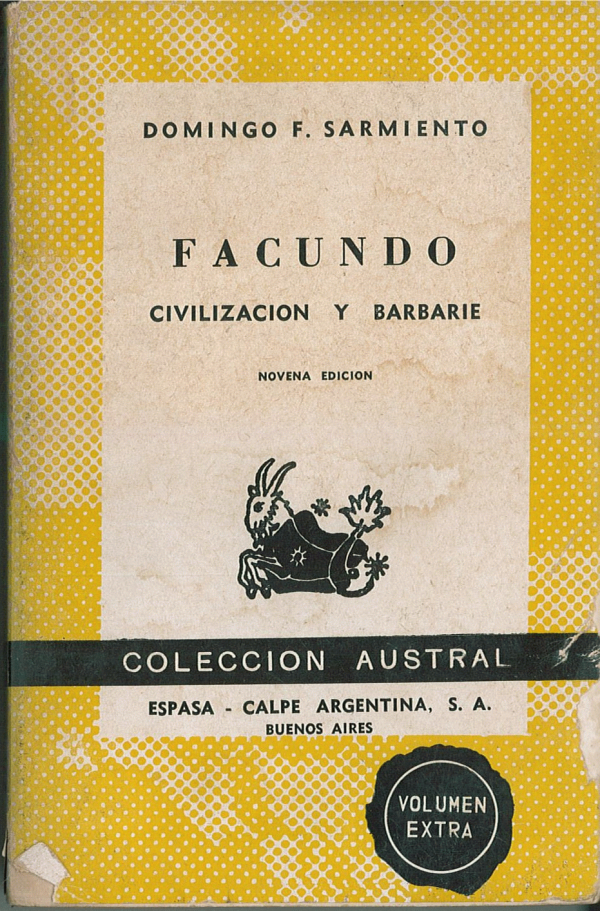 DOMINGO F. SARMIENTO
FACUNDO
CIVILIZACION Y BARBARIE
NOVENA EDICION
COLECCION AUSTRAL
ESPASA - CALPE ARGENTINA, S. A.
BUENOS AIRES
VOLUMEN
EXTRA